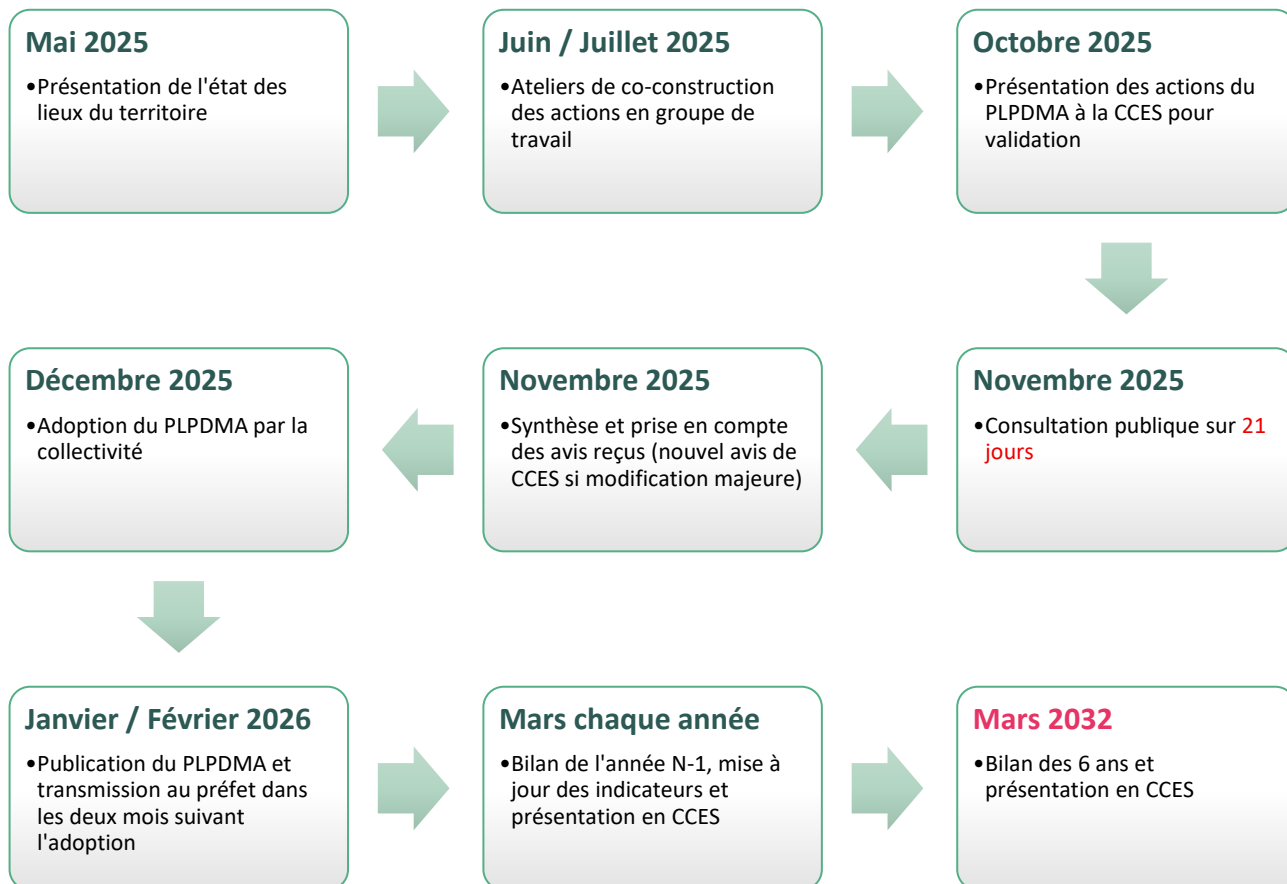 Mai 2025
•Présentation de l'état des
lieux du territoire
Juin / Juillet 2025
•Ateliers de co-construction
des actions en groupe de
travail
Octobre 2025
•Présentation des actions du
PLPDMA à la CCES pour
validation
Novembre 2025
•Consultation publique sur 21
jours
Novembre 2025
•Synthèse et prise en compte
des avis reçus (nouvel avis de
CCES si modification majeure)
Décembre 2025
•Adoption du PLPDMA par la
collectivité
Janvier / Février 2026
•Publication du PLPDMA et
transmission au préfet dans
les deux mois suivant
l'adoption
Mars chaque année
•Bilan de l'année N-1, mise à
jour des indicateurs et
présentation en CCES
Mars 2032
•Bilan des 6 ans et
présentation en CCES